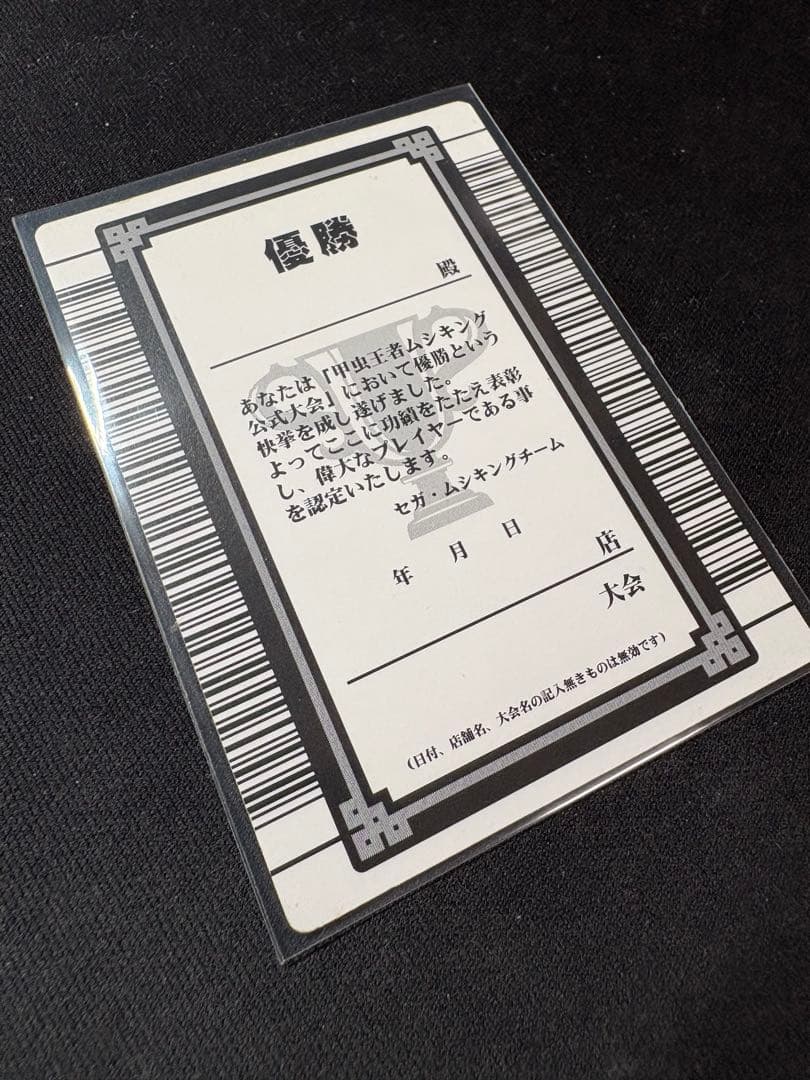 優勝
殿
あなたは「甲虫王者ムシキング
公式大会」において優勝という
快挙を成し遂げました。
よってここに功績をたたえ表彰
し、偉大なプレイヤーである事
を認定いたします。
セガ・ムシキングチーム
年 月 日
店
大会
(日付、店舗名、大会名の記入無きものは無効です)